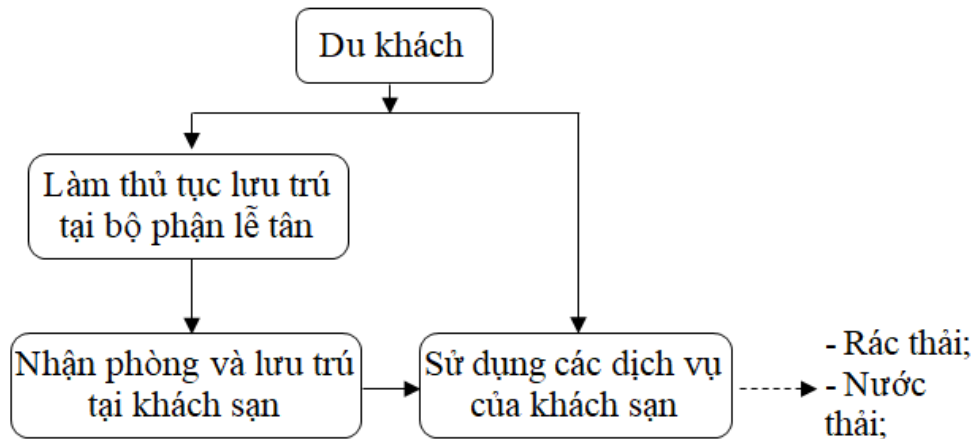 Du khách
Làm thủ tục lưu trú
tại bộ phận lễ tân
Nhận phòng và lưu trú
tại khách sạn
Sử dụng các dịch vụ
của khách sạn
- Rác thải;
- Nước
thải;